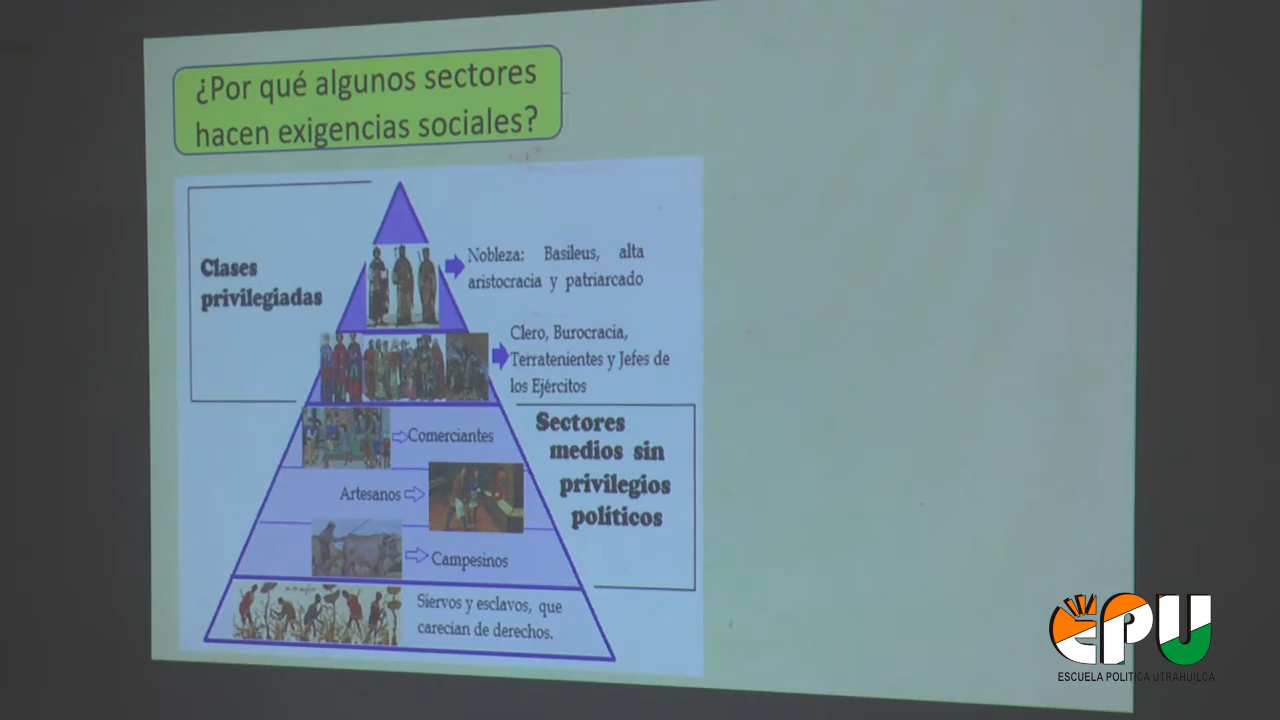 ¿Por qué algunos sectores
hacen exigencias sociales?
Clases
privilegiadas
Nobleza: Basileus, alta
aristocracia y patriarcado
Clero, Burocracia,
Terratenientes y Jefes de
los Ejércitos
Sectores
medios sin
privilegios
políticos
Comerciantes
Artesanos
Campesinos
Siervos y esclavos, que
carecían de derechos.
EPU
ESCUELA POLITICA UTRAHUILCA